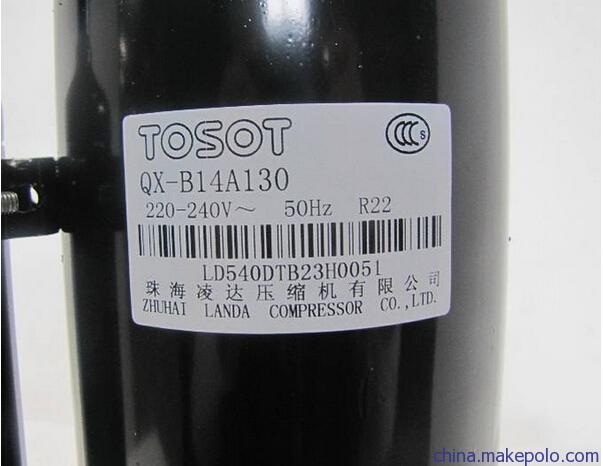 TOSOT
CCC S
QX-B14A130
220-240V～ 50Hz R22
LD540DTB23H0051
珠海凌达压缩机有限公司
ZHUHAI LANDA COMPRESSOR CO.,LTD.
china.makepolo.com